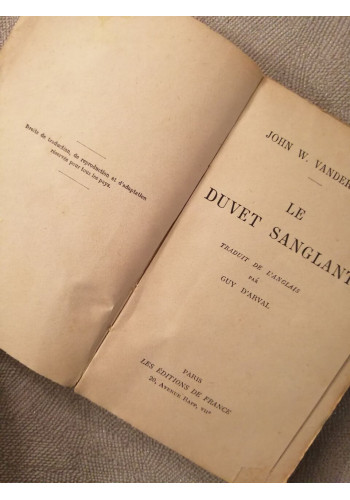 Droits de traduction, de reproduction et d'adaptation
réservés pour tous les pays.
JOHN W. VANDER
LE
DUVET SANGLANT
TRADUIT DE L'ANGLAIS
PAR
GUY D'ARVAL
PARIS
LES ÉDITIONS DE FRANCE
20, AVENUE RAPP, VIIe